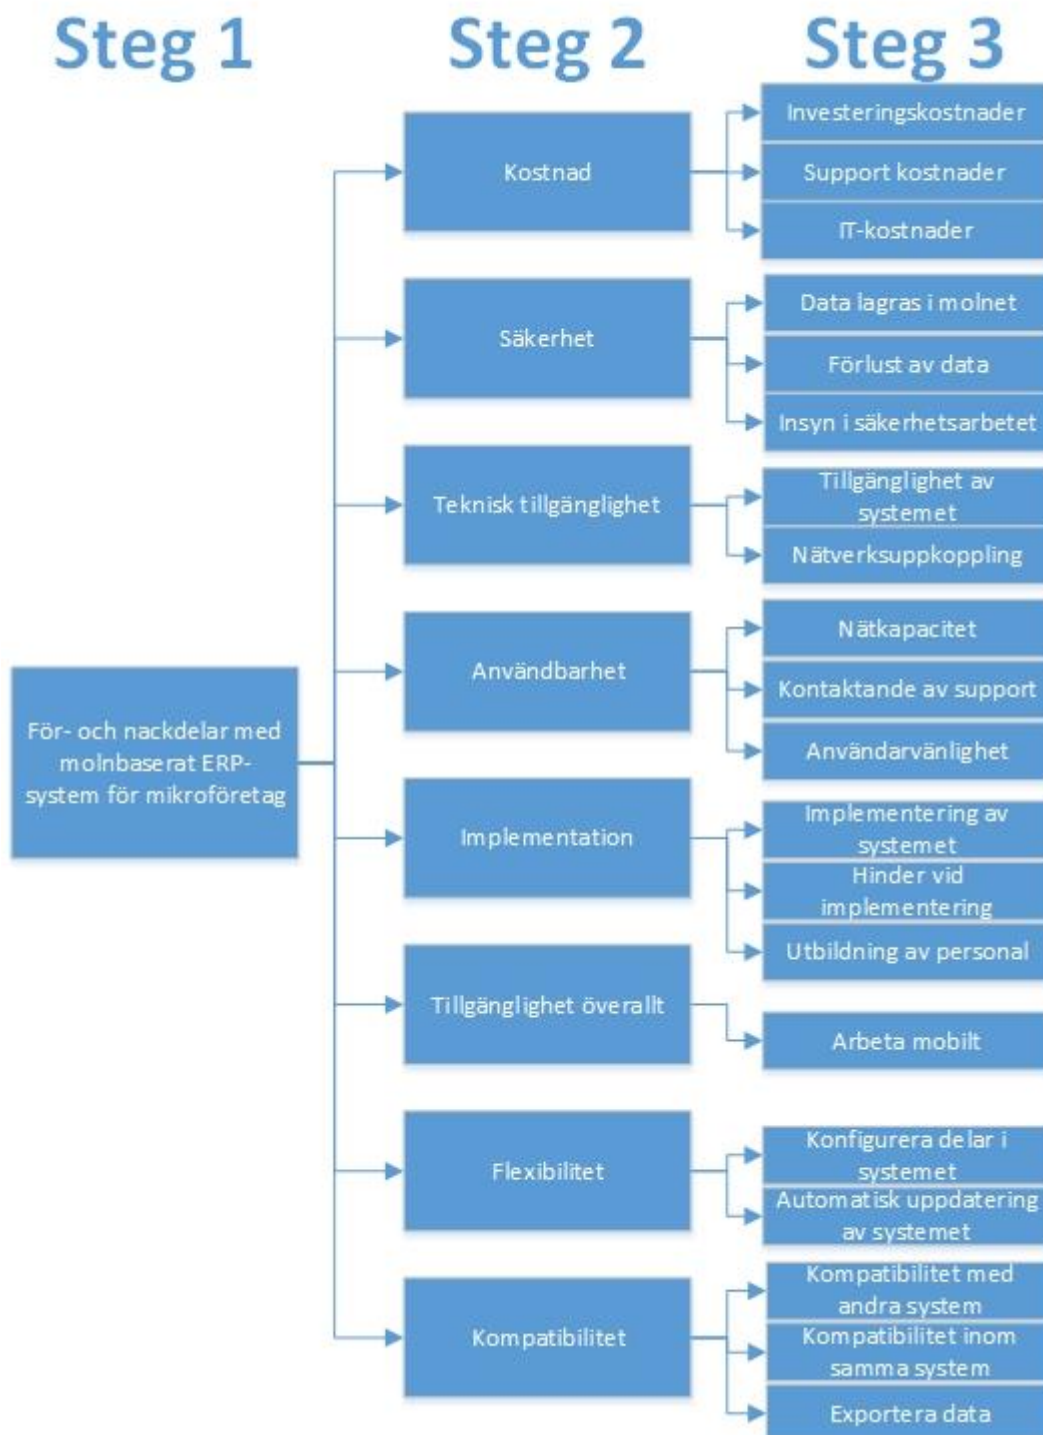 Steg 1
Steg 2
Steg 3
För- och nackdelar med
molnbaserat ERP-
system för mikroföretag
Kostnad
Investeringskostnader
Support kostnader
IT-kostnader
Säkerhet
Data lagras i molnet
Förlust av data
Insyn i säkerhetsarbetet
Teknisk tillgänglighet
Tillgänglighet av
systemet
Nätverksuppkoppling
Användbarhet
Nätkapacitet
Kontaktande av support
Användarvänlighet
Implementation
Implementering av
systemet
Hinder vid
implementering
Utbildning av personal
Tillgänglighet överallt
Arbeta mobilt
Flexibilitet
Konfigurera delar i
systemet
Automatisk uppdatering
av systemet
Kompatibilitet
Kompatibilitet med
andra system
Kompatibilitet inom
samma system
Exportera data